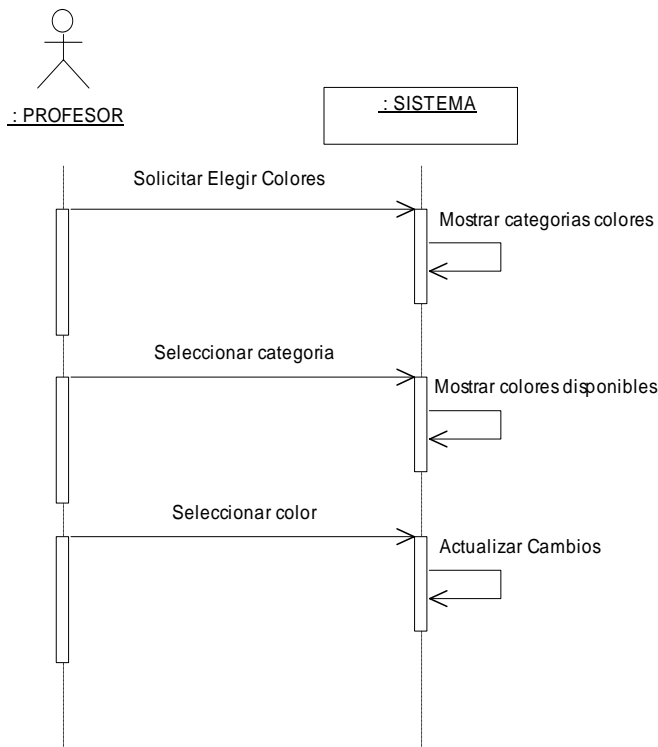 : PROFESOR
: SISTEMA
Solicitar Elegir Colores
Mostrar categorias colores
Seleccionar categoria
Mostrar colores disponibles
Seleccionar color
Actualizar Cambios